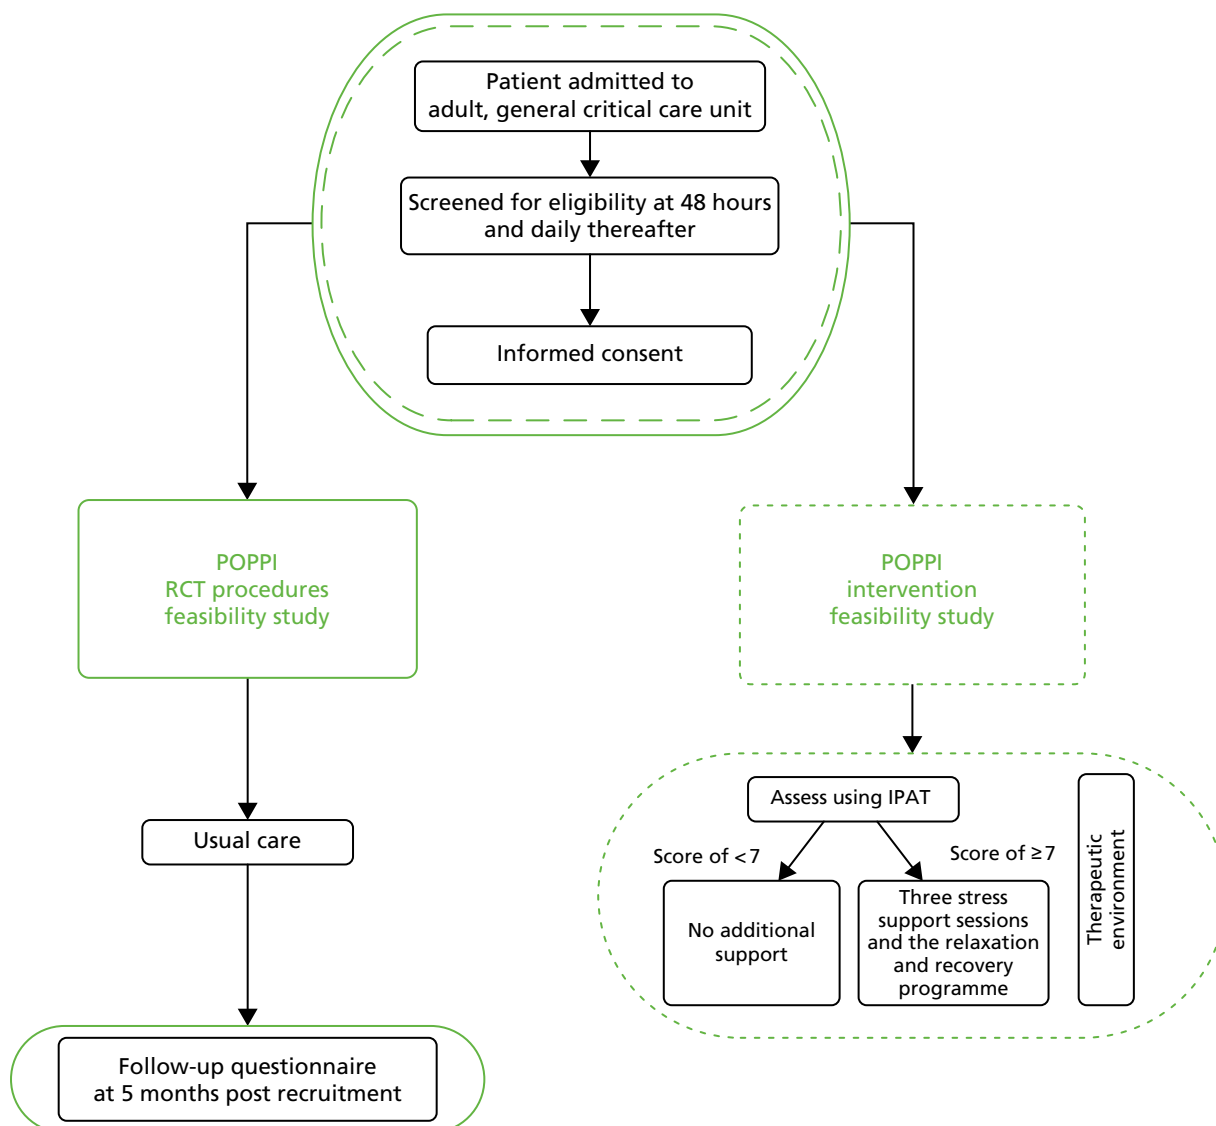 Patient admitted to
adult, general critical care unit
Screened for eligibility at 48 hours
and daily thereafter
Informed consent
POPPI
RCT procedures
feasibility study
POPPI
intervention
feasibility study
Usual care
Follow-up questionnaire
at 5 months post recruitment
Assess using IPAT
Score of <7
Score of ≥7
No additional
support
Three stress
support sessions
and the relaxation
and recovery
programme
Therapeutic
environment